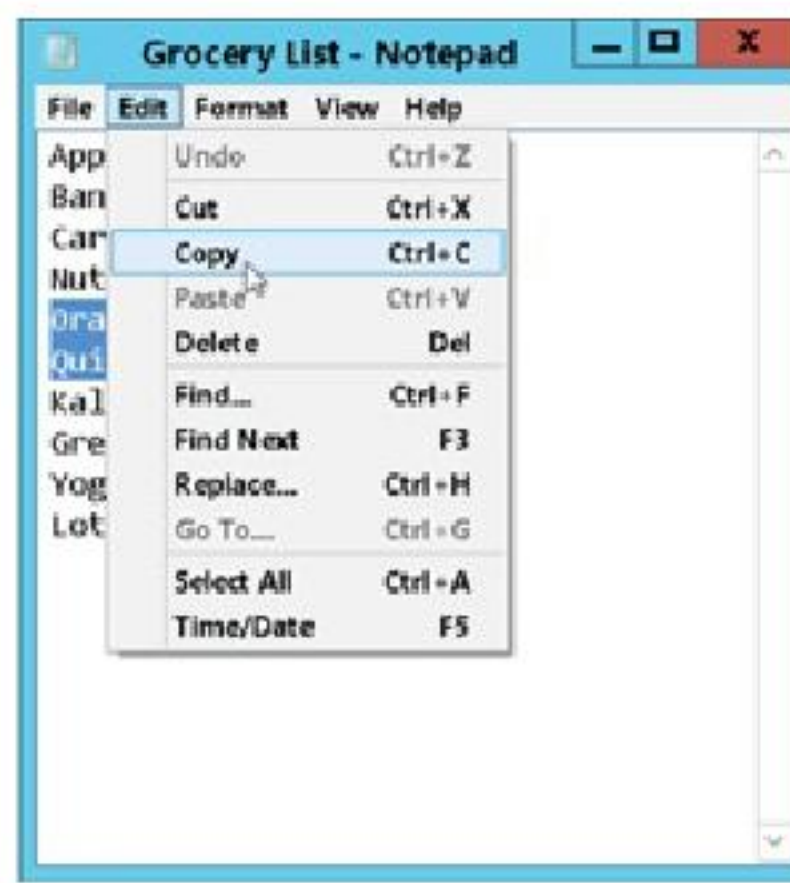 Grocery List - Notepad
File Edit Format View Help
App
Ban
Car
Nut
Ora
Qui
Kal
Gre
Yog
Lot
Undo Ctrl+Z
Cut Ctrl+X
Copy Ctrl+C
Paste Ctrl+V
Delete Del
Find... Ctrl+F
Find Next F3
Replace... Ctrl+H
Go To... Ctrl+G
Select All Ctrl+A
Time/Date F5